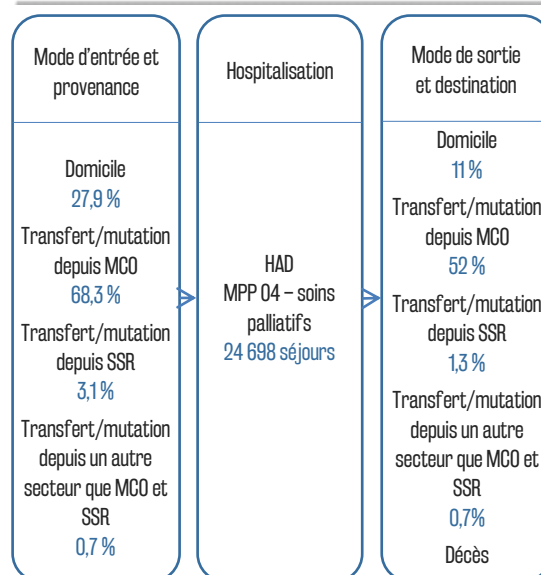 Mode d'entrée et
provenance
Domicile
27,9 %
Transfert/mutation
depuis MCO
68,3 %
Transfert/mutation
depuis SSR
3,1 %
Transfert/mutation
depuis un autre
secteur que MCO et
SSR
0,7 %
Hospitalisation
HAD
MPP 04 – soins
palliatifs
24 698 séjours
Mode de sortie
et destination
Domicile
11 %
Transfert/mutation
depuis MCO
52 %
Transfert/mutation
depuis SSR
1,3 %
Transfert/mutation
depuis un autre
secteur que MCO et
SSR
0,7%
Décès